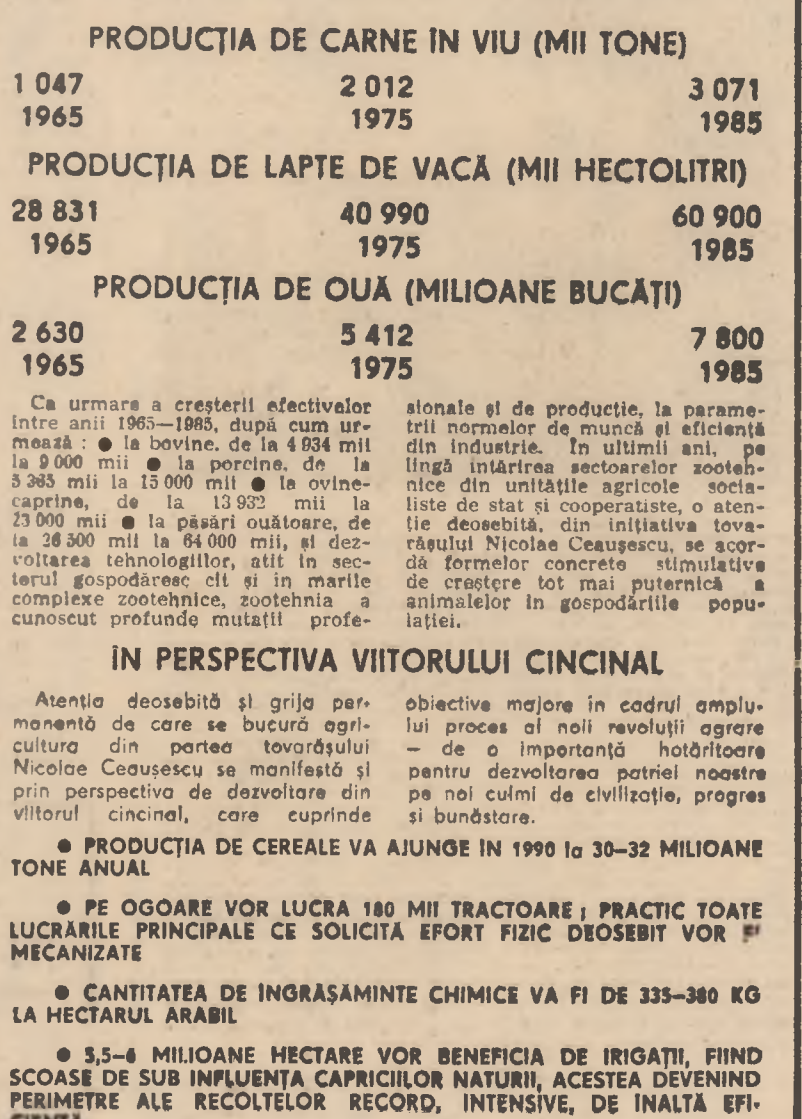 PRODUCȚIA DE CARNE ÎN VIU (MII TONE)
1 047 2 012 3 071
1965 1975 1985
PRODUCȚIA DE LAPTE DE VACĂ (MII HECTOLITRI)
28 831 40 990 60 900
1965 1975 1985
PRODUCȚIA DE OUĂ (MILIOANE BUCĂȚI)
2 630 5 412 7 800
1965 1975 1985
Ca urmare a creșterii efectivelor
între anii 1965—1985, după cum ur-
mează : ● la bovine, de la 4 934 mii
la 9 000 mii ● la porcine, de la
5 365 mii la 15 000 mii ● la ovine-
caprine, de la 13 932 mii la
23 000 mii ● la păsări ouătoare, de
la 26 500 mii la 64 000 mii, și dez-
voltarea tehnologiilor, atît în sec-
torul gospodăresc cît și în marile
complexe zootehnice, zootehnia a
cunoscut profunde mutații profe-
sionale și de producție, la parame-
trii normelor de muncă și eficiență
din industrie. În ultimii ani, pe
lîngă întărirea sectoarelor zooteh-
nice din unitățile agricole socia-
liste de stat și cooperatiste, o aten-
ție deosebită, din inițiativa tova-
rășului Nicolae Ceaușescu, se acor-
dă formelor concrete stimulative
de creștere tot mai puternică a
animalelor în gospodăriile popu-
lației.
ÎN PERSPECTIVA VIITORULUI CINCINAL
Atenția deosebită și grija per-
manentă de care se bucură agri-
cultura din partea tovarășului
Nicolae Ceaușescu se manifestă și
prin perspectiva de dezvoltare din
viitorul cincinal, care cuprinde
obiective majore în cadrul amplu-
lui proces al noii revoluții agrare
— de o importanță hotărîtoare
pentru dezvoltarea patriei noastre
pe noi culmi de civilizație, progres
și bunăstare.
● PRODUCȚIA DE CEREALE VA AJUNGE ÎN 1990 la 30—32 MILIOANE
TONE ANUAL
● PE OGOARE VOR LUCRA 180 MII TRACTOARE ; PRACTIC TOATE
LUCRĂRILE PRINCIPALE CE SOLICITĂ EFORT FIZIC DEOSEBIT VOR FI
MECANIZATE
● CANTITATEA DE ÎNGRĂȘĂMINTE CHIMICE VA FI DE 335—380 KG
LA HECTARUL ARABIL
● 5,5—6 MILIOANE HECTARE VOR BENEFICIA DE IRIGAȚII, FIIND
SCOASE DE SUB INFLUENȚA CAPRICIILOR NATURII, ACESTEA DEVENIND
PERIMETRE ALE RECOLTELOR RECORD, INTENSIVE, DE ÎNALTĂ EFI-